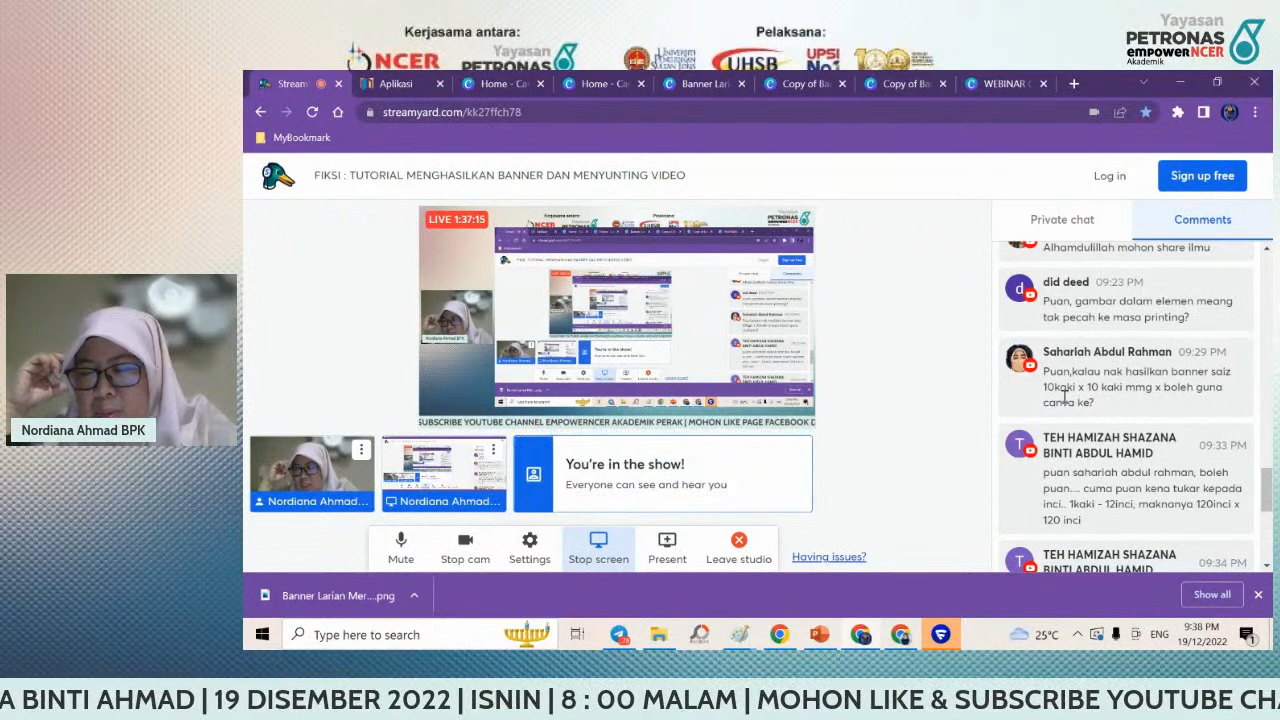 Kerjasama antara:
Pelaksana:
NCER
Yayasan
PETRONAS
UHSB
UPSI
No.1
Yayasan
PETRONAS
empowerNCER
Akademik
Stream
Aplikasi
Home - Ca
Home - Ca
Banner Lari
Copy of Ba
Copy of Ba
WEBINAR
streamyard.com/kk27ffch78
MyBookmark
FIKSI : TUTORIAL MENGHASILKAN BANNER DAN MENYUNTING VIDEO
Log in
Sign up free
Private chat
Comments
LIVE 1:37:15
Alhamdulillah mohon share ilmu
did deed 09:23 PM
Puan, gambar dalam elemen meang
tak pecah ke masa printing?
Sahariah Abdul Rahman 09:29 PM
Puan,kalau nak hasilkan banner saiz
10kaki x 10 kaki mmg x boleh guna
canva ke?
TEH HAMIZAH SHAZANA
BINTI ABDUL HAMID 09:33 PM
puan sahariah abdul rahman, boleh
puan.... cuma puan kena tukar kepada
inci.. 1kaki - 12inci, maknanya 120inci x
120 inci
TEH HAMIZAH SHAZANA
BINTI ABDUL HAMID 09:34 PM
SUBSCRIBE YOUTUBE CHANNEL EMPOWERNCER AKADEMIK PERAK | MOHON LIKE PAGE FACEBOOK
Nordiana Ahmad BPK
Nordiana Ahmad...
Nordiana Ahmad...
You're in the show!
Everyone can see and hear you
Mute
Stop cam
Settings
Stop screen
Present
Leave studio
Having issues?
Banner Larian Mer....png
Show all
Type here to search
25°C
ENG
9:38 PM
19/12/2022
A BINTI AHMAD | 19 DISEMBER 2022 | ISNIN | 8 : 00 MALAM | MOHON LIKE & SUBSCRIBE YOUTUBE CHA